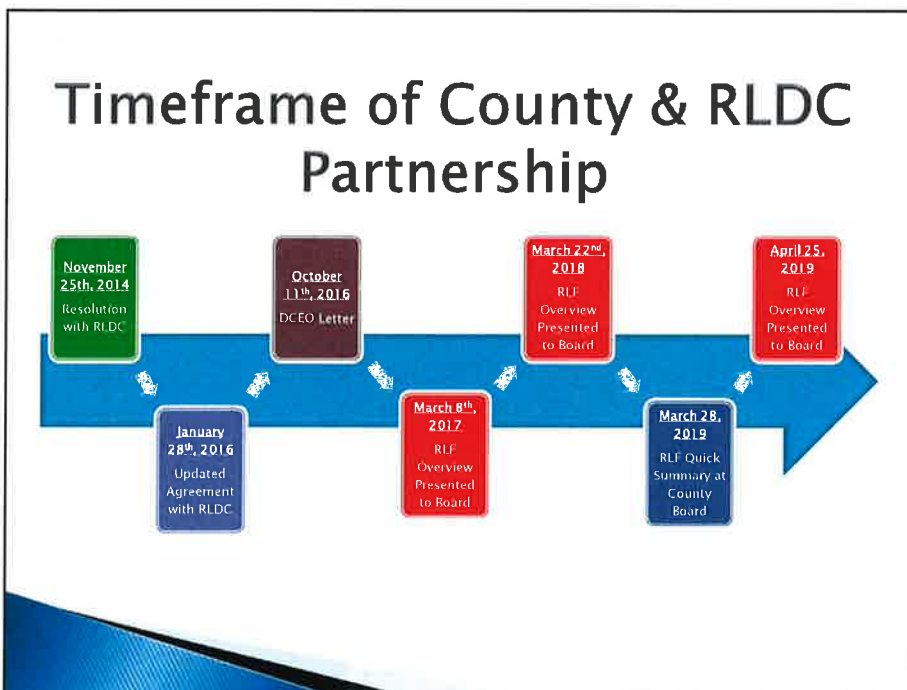 Timeframe of County & RLDC
Partnership
November
25th, 2014
Resolution
with RLDC
January
28th, 2016
Updated
Agreement
with RLDC
October
11th, 2016
DCEO Letter
March 8th,
2017
RLF
Overview
Presented
to Board
March 22nd,
2018
RLF
Overview
Presented
to Board
March 28,
2019
RLF Quick
Summary at
County
Board
April 25,
2019
RLF
Overview
Presented
to Board